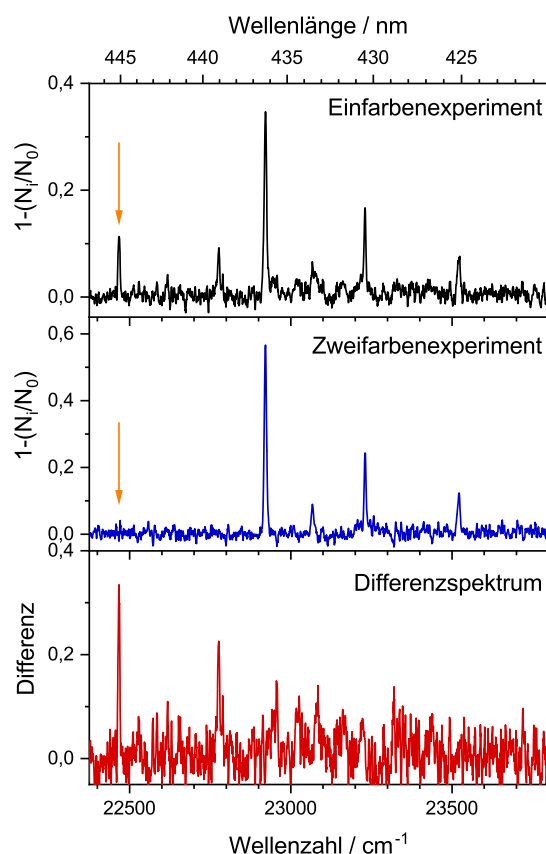 Wellenlänge / nm
445 440 435 430 425
0,4
Einfarbenexperiment
1-(Nᵢ/N₀)
0,2
0,0
0,6
Zweifarbenexperiment
1-(Nᵢ/N₀)
0,4
0,2
0,0
0,4
Differenzspektrum
Differenz
0,2
0,0
22500 23000 23500
Wellenzahl / cm⁻¹